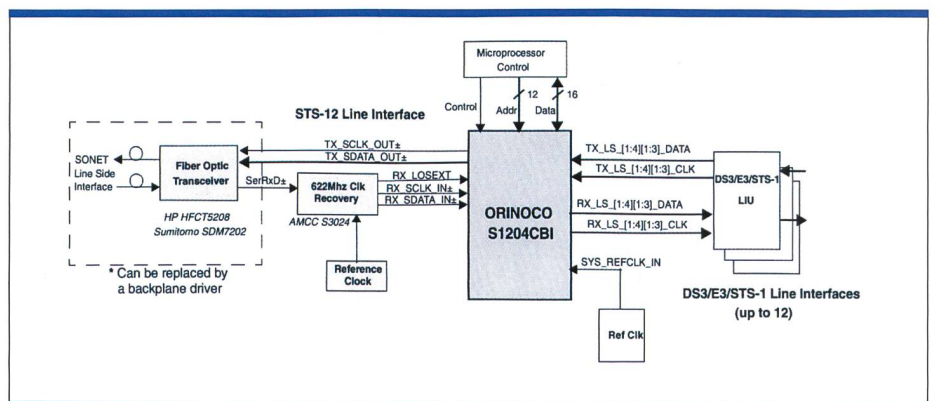 Microprocessor
Control
Control
12
Addr
16
Data
STS-12 Line Interface
SONET
Line Side
Interface
Fiber Optic
Transceiver
HP HFCT5208
Sumitomo SDM7202
* Can be replaced by
a backplane driver
TX_SCLK_OUT±
TX_SDATA_OUT±
SerRxD±
622Mhz Clk
Recovery
AMCC S3024
RX_LOSEXT
RX_SCLK_IN±
RX_SDATA_IN±
Reference
Clock
ORINOCO
S1204CBI
TX_LS_[1:4][1:3]_DATA
TX_LS_[1:4][1:3]_CLK
RX_LS_[1:4][1:3]_DATA
RX_LS_[1:4][1:3]_CLK
SYS_REFCLK_IN
Ref Clk
DS3/E3/STS-1
LIU
DS3/E3/STS-1 Line Interfaces
(up to 12)